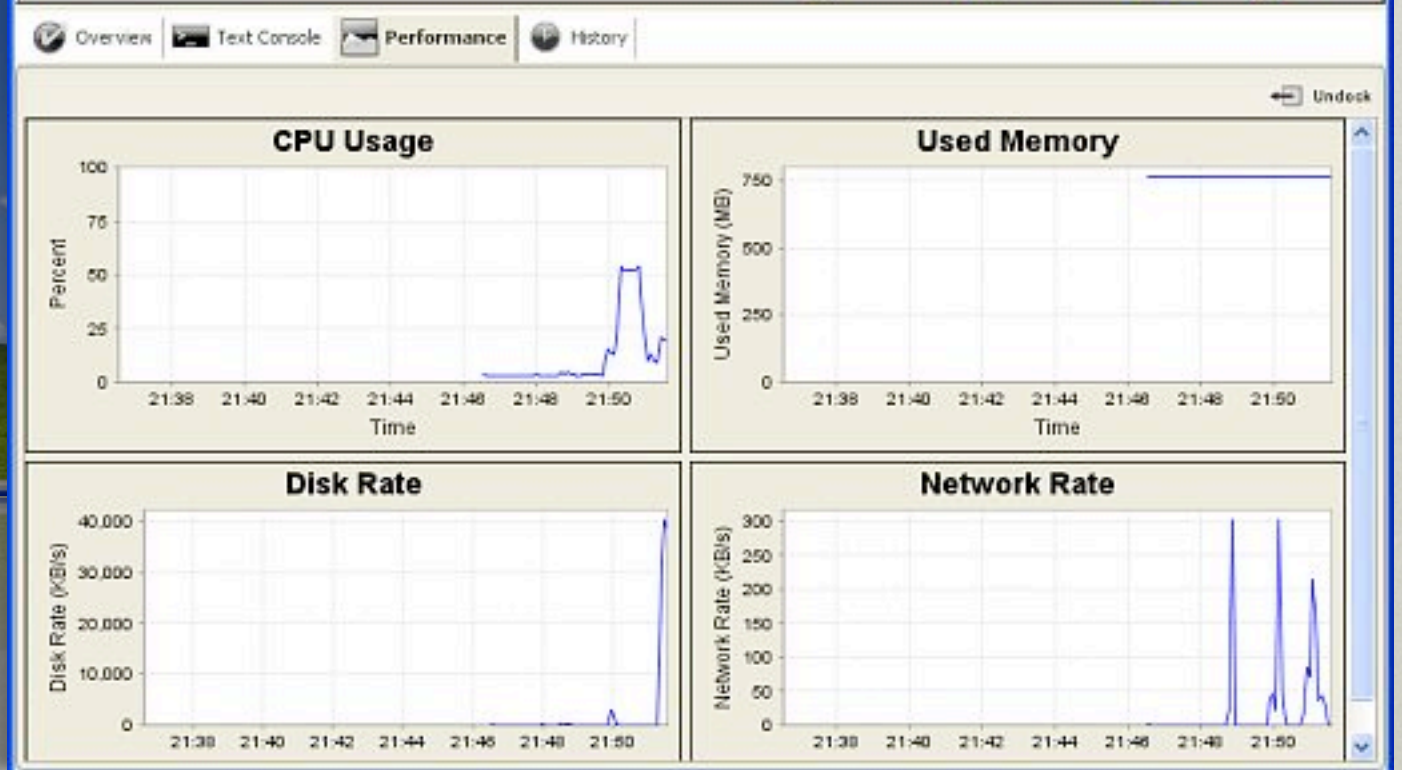 Overview Text Console Performance History
Undock
CPU Usage
Percent
100
75
50
25
0
21:38 21:40 21:42 21:44 21:46 21:48 21:50
Time
Used Memory
Used Memory (MB)
750
500
250
0
21:38 21:40 21:42 21:44 21:46 21:48 21:50
Time
Disk Rate
Disk Rate (KB/s)
40,000
30,000
20,000
10,000
0
21:38 21:40 21:42 21:44 21:46 21:48 21:50
Network Rate
Network Rate (KB/s)
300
250
200
150
100
50
0
21:38 21:40 21:42 21:44 21:46 21:48 21:50